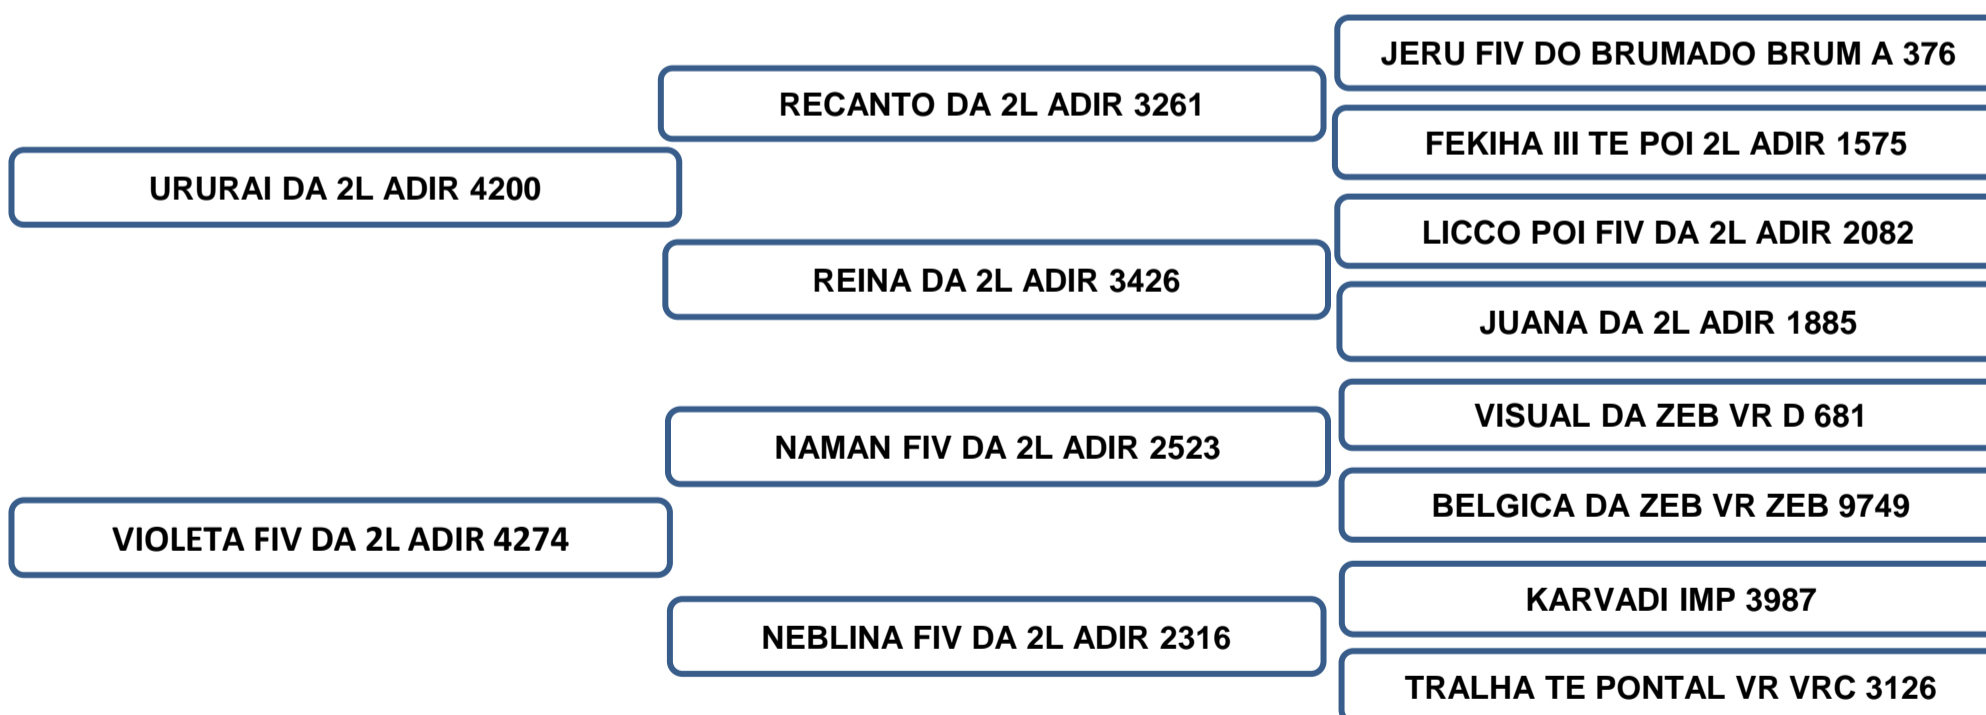 JERU FIV DO BRUMADO BRUM A 376
RECANTO DA 2L ADIR 3261
FEKIHA III TE POI 2L ADIR 1575
URURAI DA 2L ADIR 4200
LICCO POI FIV DA 2L ADIR 2082
REINA DA 2L ADIR 3426
JUANA DA 2L ADIR 1885
VISUAL DA ZEB VR D 681
NAMAN FIV DA 2L ADIR 2523
BELGICA DA ZEB VR ZEB 9749
VIOLETA FIV DA 2L ADIR 4274
KARVADI IMP 3987
NEBLINA FIV DA 2L ADIR 2316
TRALHA TE PONTAL VR VRC 3126